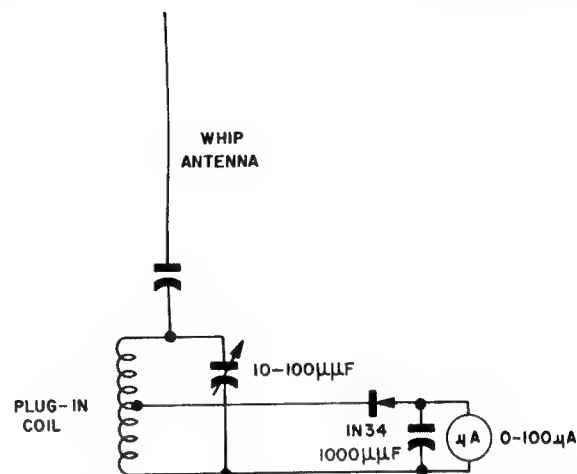 WHIP
ANTENNA
10-100µµF
PLUG-IN
COIL
1N34
1000µµF
µA
0-100µA